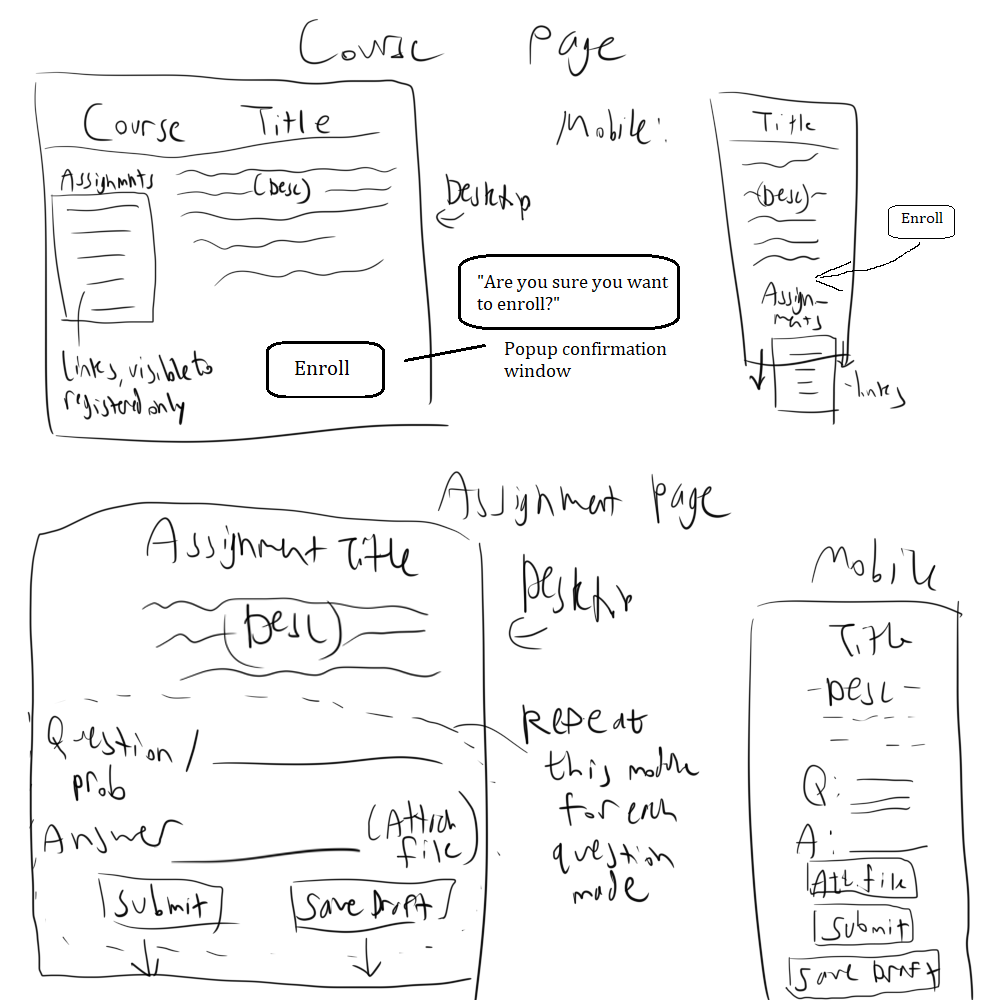 Course Page
Course Title
Assignmnts
(Desc)
Links, visible to
registered only
Enroll
Desktop
"Are you sure you want
to enroll?"
Popup confirmation
window
Mobile:
Title
(Desc)
Enroll
Assign-
ments
links
Assignment page
Assignment Title
(Desc)
Question /
prob
Answer
(Attach
file)
Submit
Save Draft
Desktop
Repeat
this module
for each
question
made
Mobile
Title
-Desc-
Q:
A:
Att. file
Submit
Save Draft